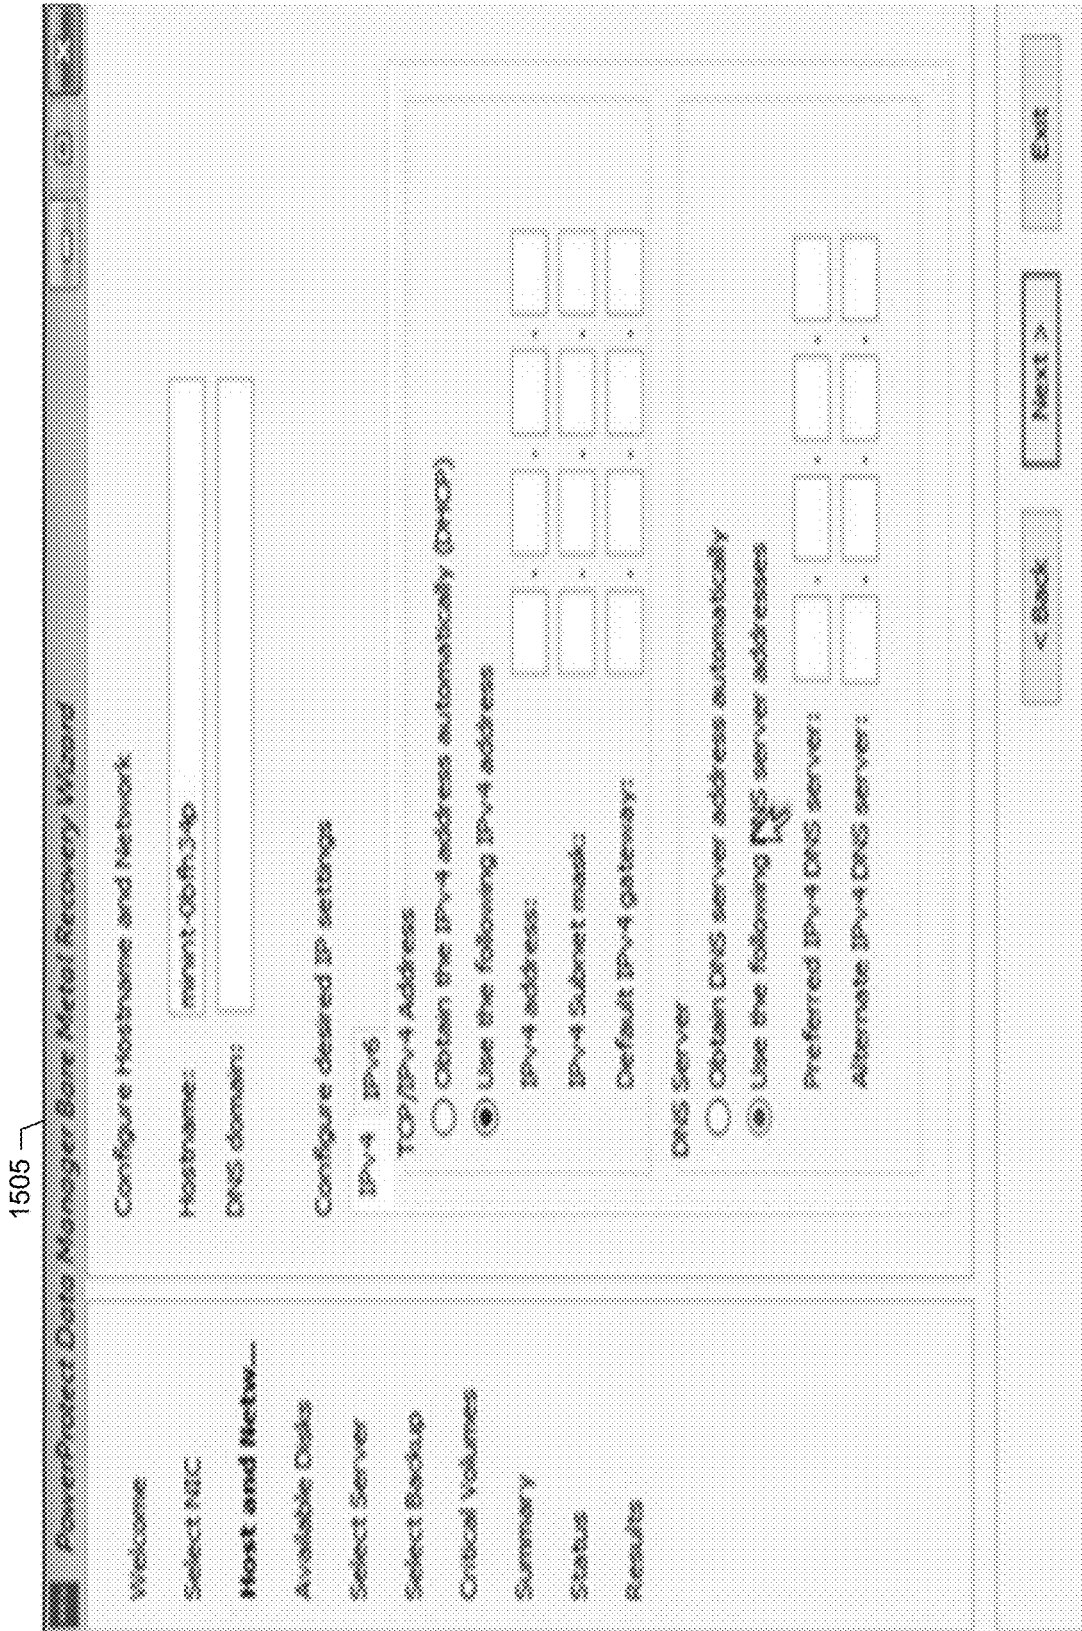 1505
PowerProtect Data Manager Bare Metal Recovery Wizard
Welcome
Select NIC
Host and Netw...
Available Disks
Select Server
Select Backup
Critical Volumes
Summary
Status
Results
Configure Hostname and Network
Hostname: minint-0bfh34p
DNS domain:
Configure desired IP settings
IPv4 IPv6
TCP/IPv4 Address
Obtain the IPv4 address automatically (DHCP)
Use the following IPv4 address
IPv4 address: . . .
IPv4 Subnet mask: . . .
Default IPv4 gateway: . . .
DNS Server
Obtain DNS server address automatically
Use the following DNS server addresses
Preferred IPv4 DNS server: . . .
Alternate IPv4 DNS server: . . .
< Back Next > Exit